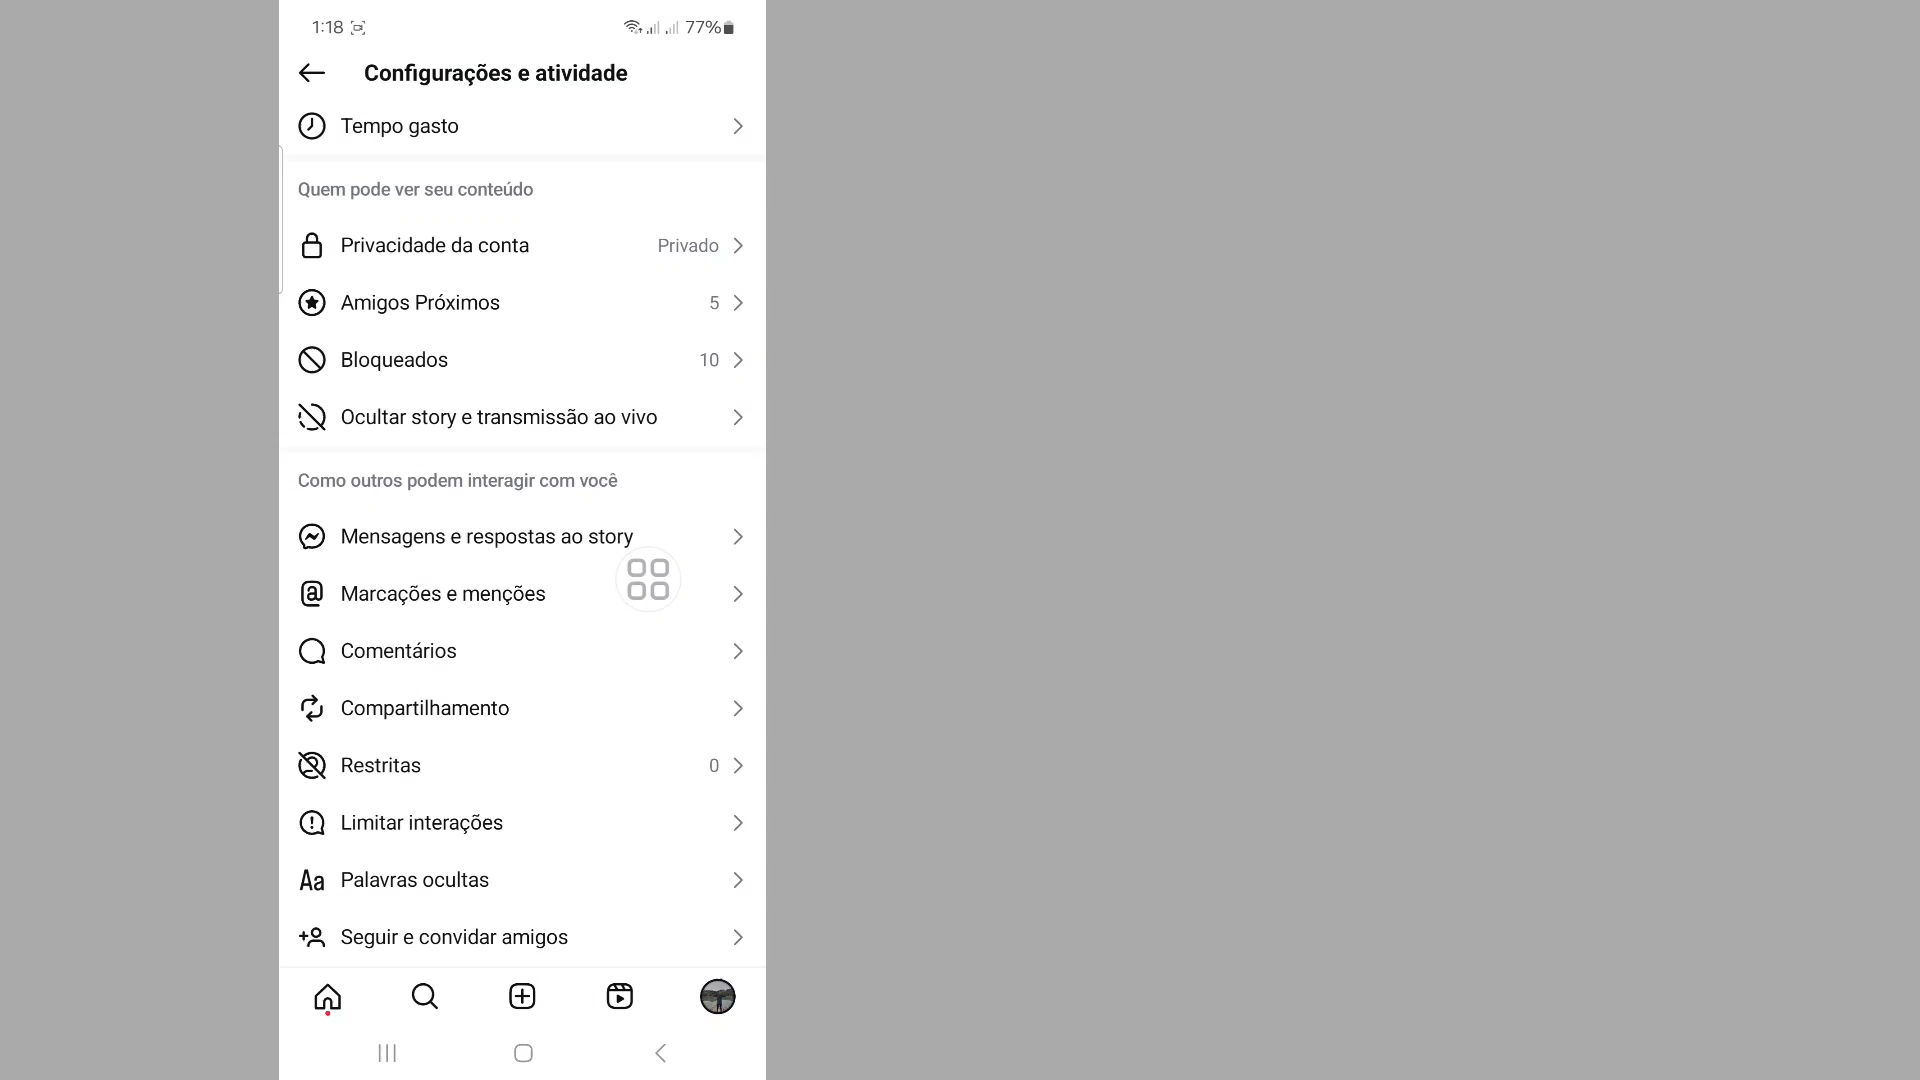 1:18
77%
Configurações e atividade
Tempo gasto
Quem pode ver seu conteúdo
Privacidade da conta Privado
Amigos Próximos 5
Bloqueados 10
Ocultar story e transmissão ao vivo
Como outros podem interagir com você
Mensagens e respostas ao story
Marcações e menções
Comentários
Compartilhamento
Restritas 0
Limitar interações
Aa Palavras ocultas
Seguir e convidar amigos